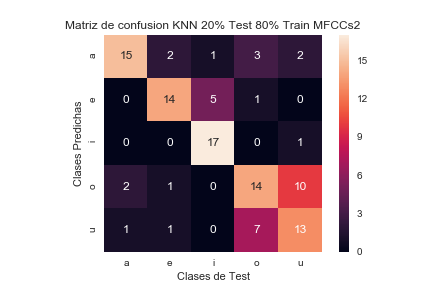 Matriz de confusion KNN 20% Test 80% Train MFCCs2
a 15 2 1 3 2
e 0 14 5 1 0
i 0 0 17 0 1
o 2 1 0 14 10
u 1 1 0 7 13
a e i o u
Clases Predichas
Clases de Test
15
12
9
6
3
0